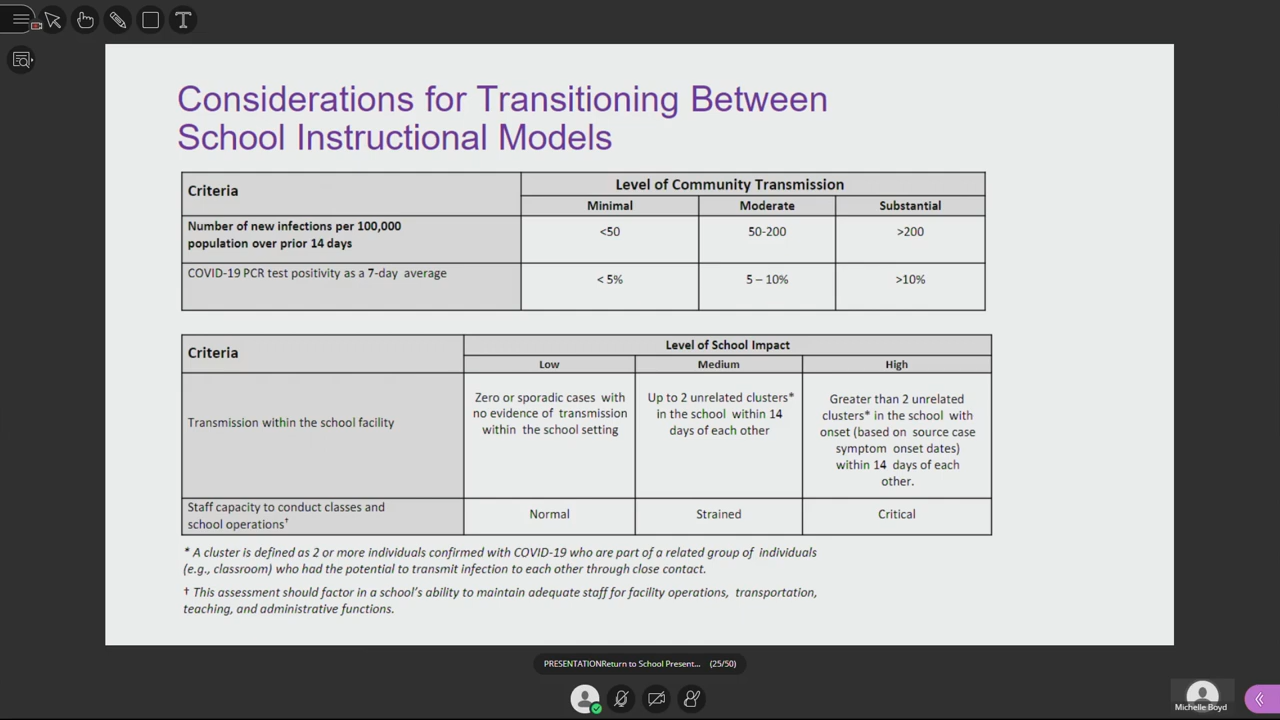 Considerations for Transitioning Between
School Instructional Models
Criteria
Level of Community Transmission
Minimal
Moderate
Substantial
Number of new infections per 100,000
population over prior 14 days
<50
50-200
>200
COVID-19 PCR test positivity as a 7-day average
< 5%
5 – 10%
>10%
Criteria
Level of School Impact
Low
Medium
High
Transmission within the school facility
Zero or sporadic cases with
no evidence of transmission
within the school setting
Up to 2 unrelated clusters*
in the school within 14
days of each other
Greater than 2 unrelated
clusters* in the school with
onset (based on source case
symptom onset dates)
within 14 days of each
other.
Staff capacity to conduct classes and
school operations†
Normal
Strained
Critical
* A cluster is defined as 2 or more individuals confirmed with COVID-19 who are part of a related group of individuals
(e.g., classroom) who had the potential to transmit infection to each other through close contact.
† This assessment should factor in a school's ability to maintain adequate staff for facility operations, transportation,
teaching, and administrative functions.
PRESENTATIONReturn to School Present... (25/50)
Michelle Boyd